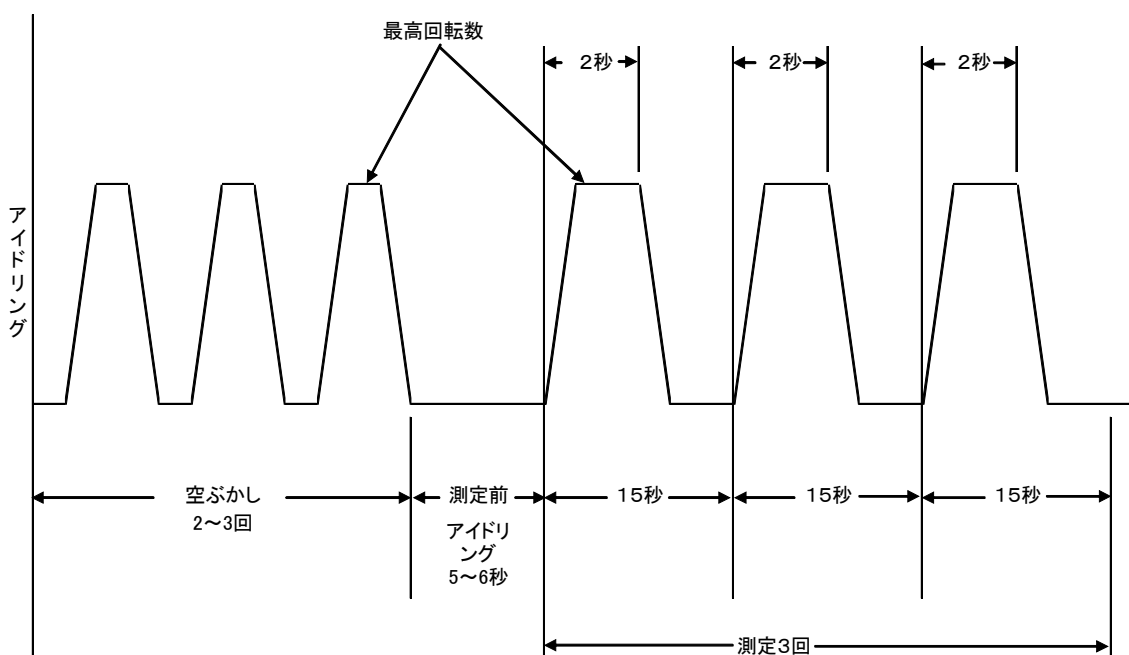 最高回転数
2秒
2秒
2秒
アイドリング
空ぶかし
2～3回
測定前
アイドリ
ング
5～6秒
15秒
15秒
15秒
測定3回